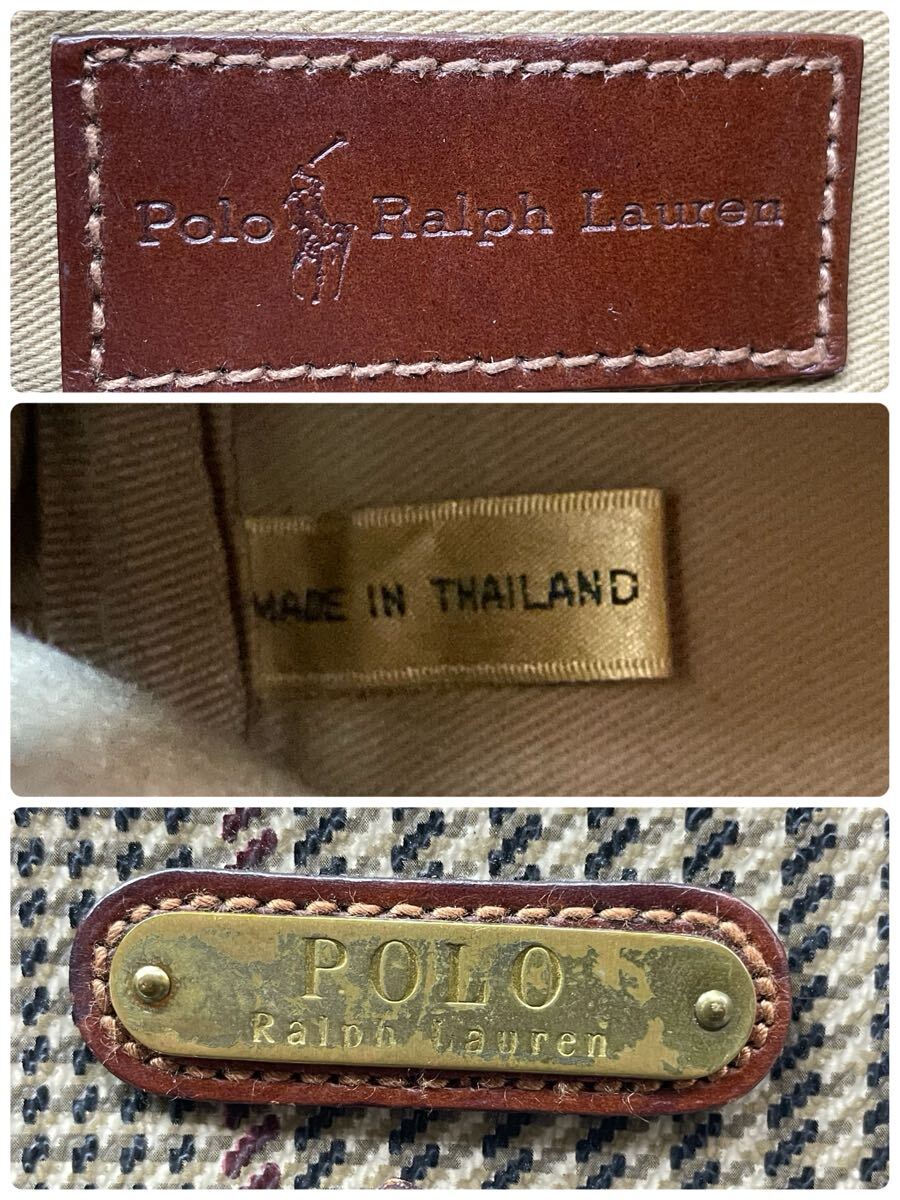 Polo Ralph Lauren
MADE IN THAILAND
POLO
Ralph Lauren